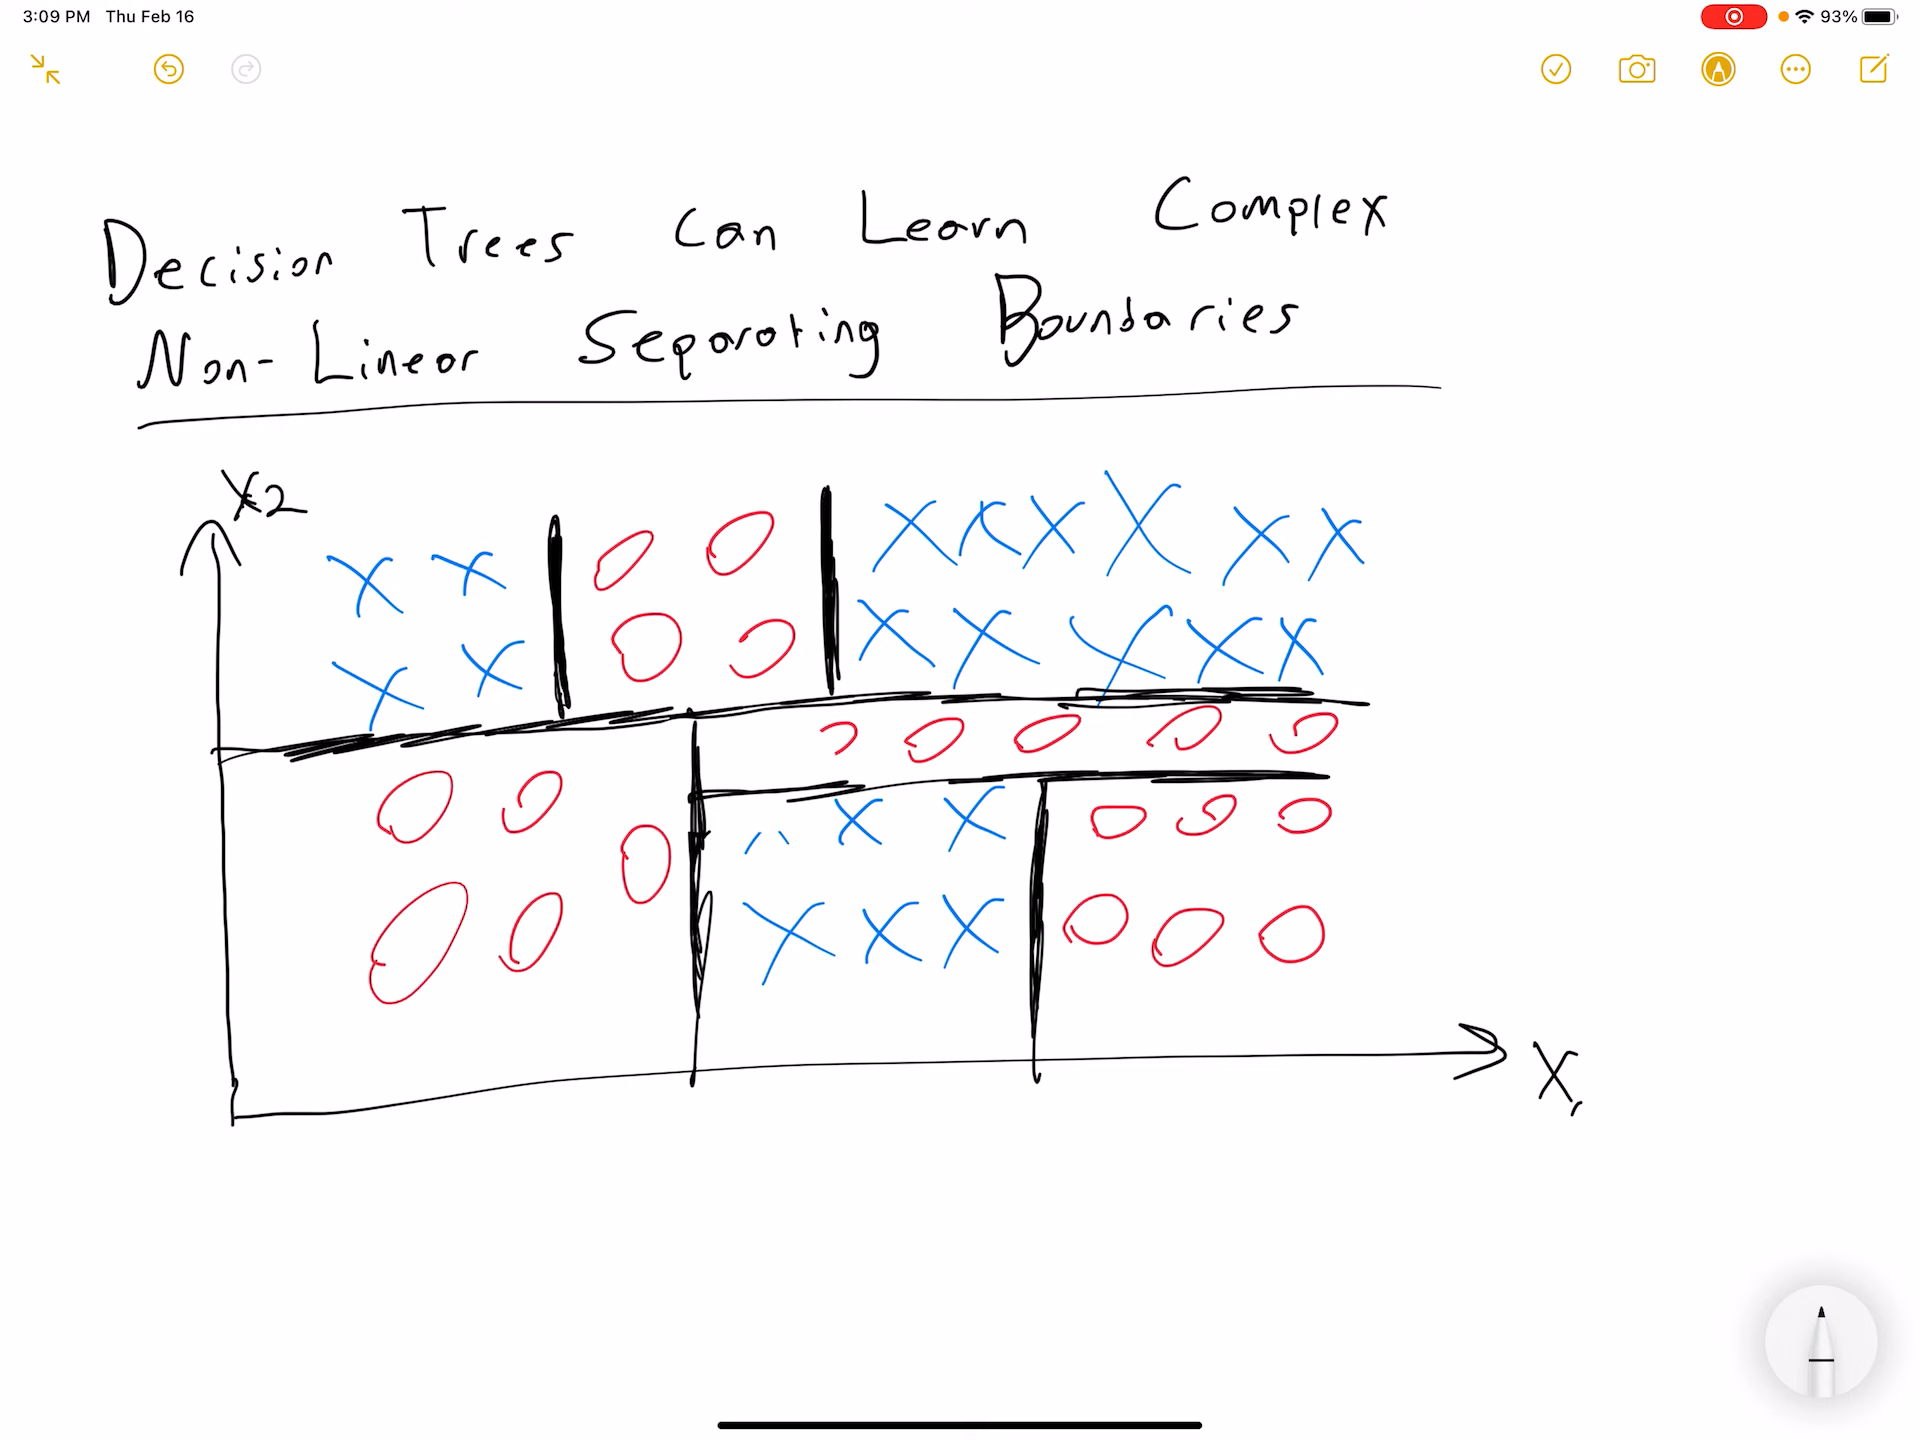 3:09 PM Thu Feb 16
93%
Decision Trees Can Learn Complex
Non-Linear Separating Boundaries
X2
X1